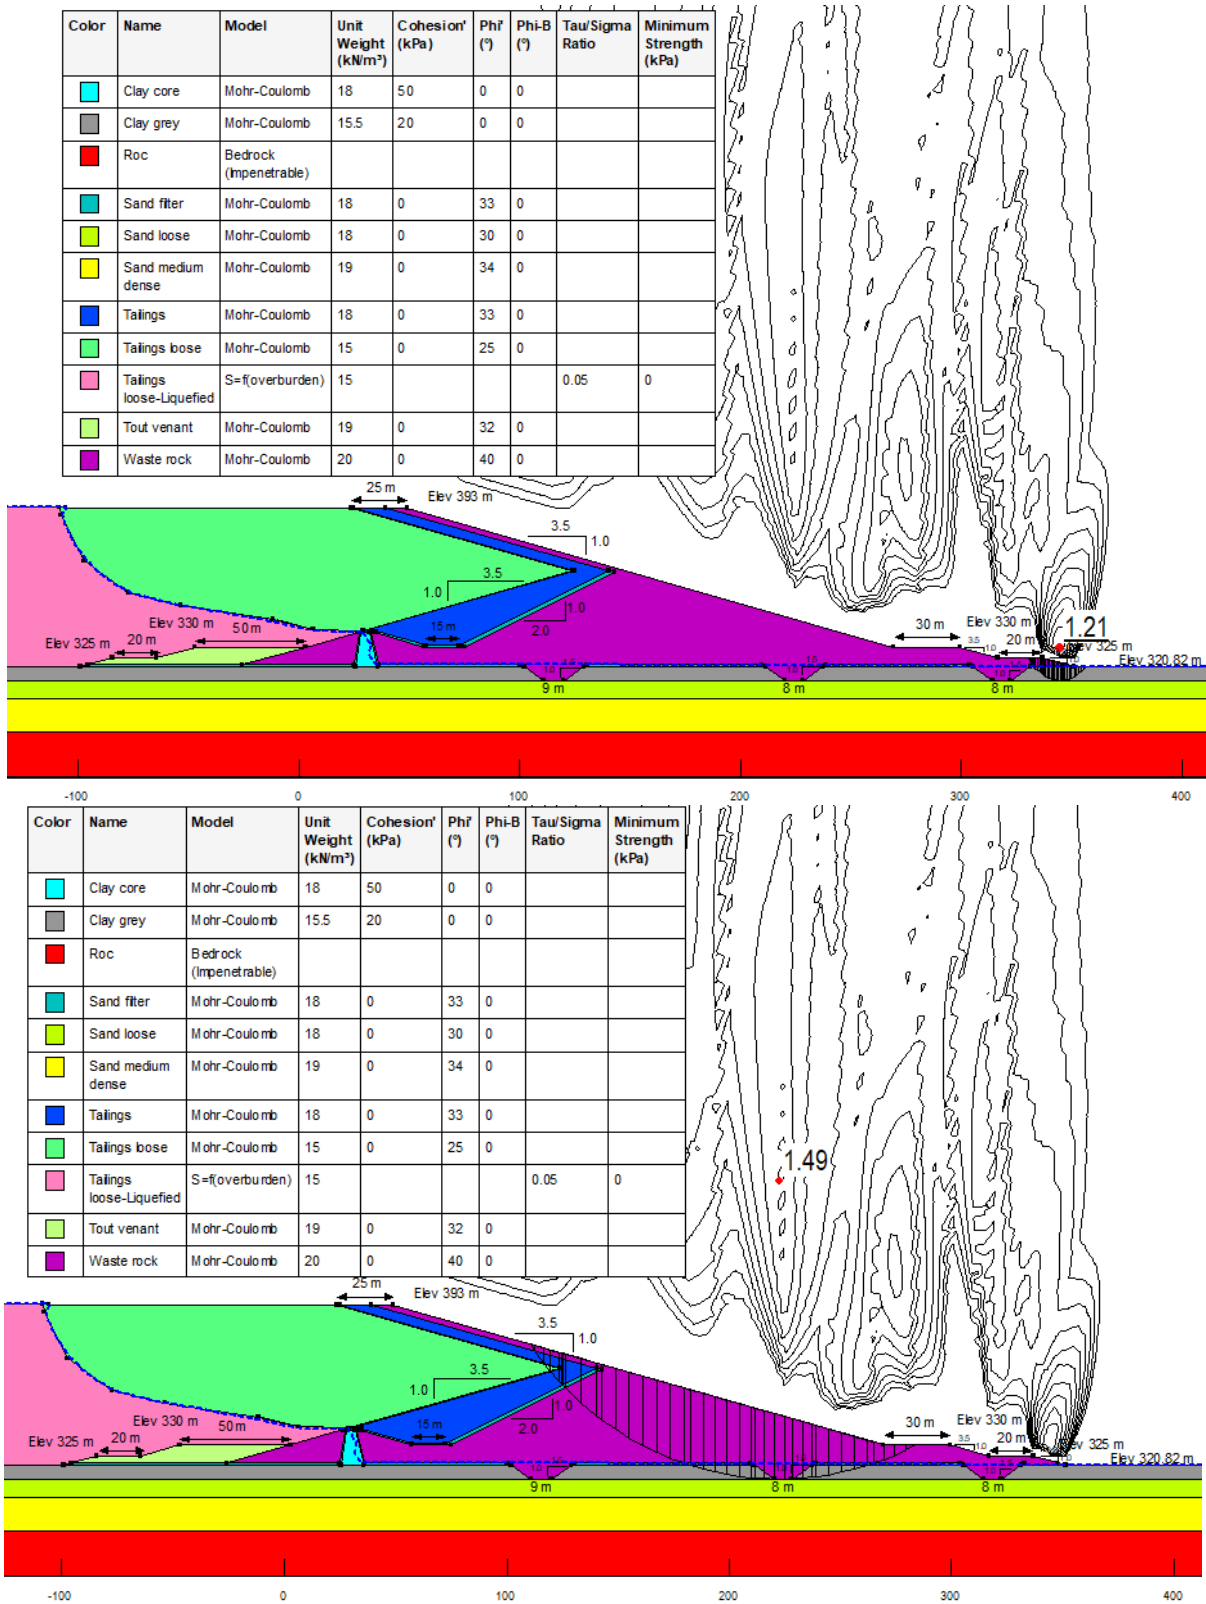 Color Name Model Unit Weight (kN/m³) Cohesion' (kPa) Phi' (°) Phi-B (°) Tau/Sigma Ratio Minimum Strength (kPa)
Clay core Mohr-Coulomb 18 50 0 0
Clay grey Mohr-Coulomb 15.5 20 0 0
Roc Bedrock (Impenetrable)
Sand filter Mohr-Coulomb 18 0 33 0
Sand loose Mohr-Coulomb 18 0 30 0
Sand medium dense Mohr-Coulomb 19 0 34 0
Tailings Mohr-Coulomb 18 0 33 0
Tailings loose Mohr-Coulomb 15 0 25 0
Tailings loose-Liquefied S=f(overburden) 15 0.05 0
Tout venant Mohr-Coulomb 19 0 32 0
Waste rock Mohr-Coulomb 20 0 40 0
25 m Elev 393 m
3.5
1.0
3.5
1.0
1.0
2.0
15 m
Elev 330 m
50 m
20 m
Elev 325 m
30 m
Elev 330 m
20 m
3.5
1.0
1.21
Elev 325 m
Elev 320.82 m
9 m 8 m 8 m
-100 0 100 200 300 400
Color Name Model Unit Weight (kN/m³) Cohesion' (kPa) Phi' (°) Phi-B (°) Tau/Sigma Ratio Minimum Strength (kPa)
Clay core Mohr-Coulomb 18 50 0 0
Clay grey Mohr-Coulomb 15.5 20 0 0
Roc Bedrock (Impenetrable)
Sand filter Mohr-Coulomb 18 0 33 0
Sand loose Mohr-Coulomb 18 0 30 0
Sand medium dense Mohr-Coulomb 19 0 34 0
Tailings Mohr-Coulomb 18 0 33 0
Tailings loose Mohr-Coulomb 15 0 25 0
Tailings loose-Liquefied S=f(overburden) 15 0.05 0
Tout venant Mohr-Coulomb 19 0 32 0
Waste rock Mohr-Coulomb 20 0 40 0
1.49
25 m Elev 393 m
3.5
1.0
3.5
1.0
1.0
2.0
15 m
Elev 330 m
50 m
20 m
Elev 325 m
30 m
Elev 330 m
20 m
3.5
1.0
325 m
Elev 320.82 m
9 m 8 m 8 m
-100 0 100 200 300 400